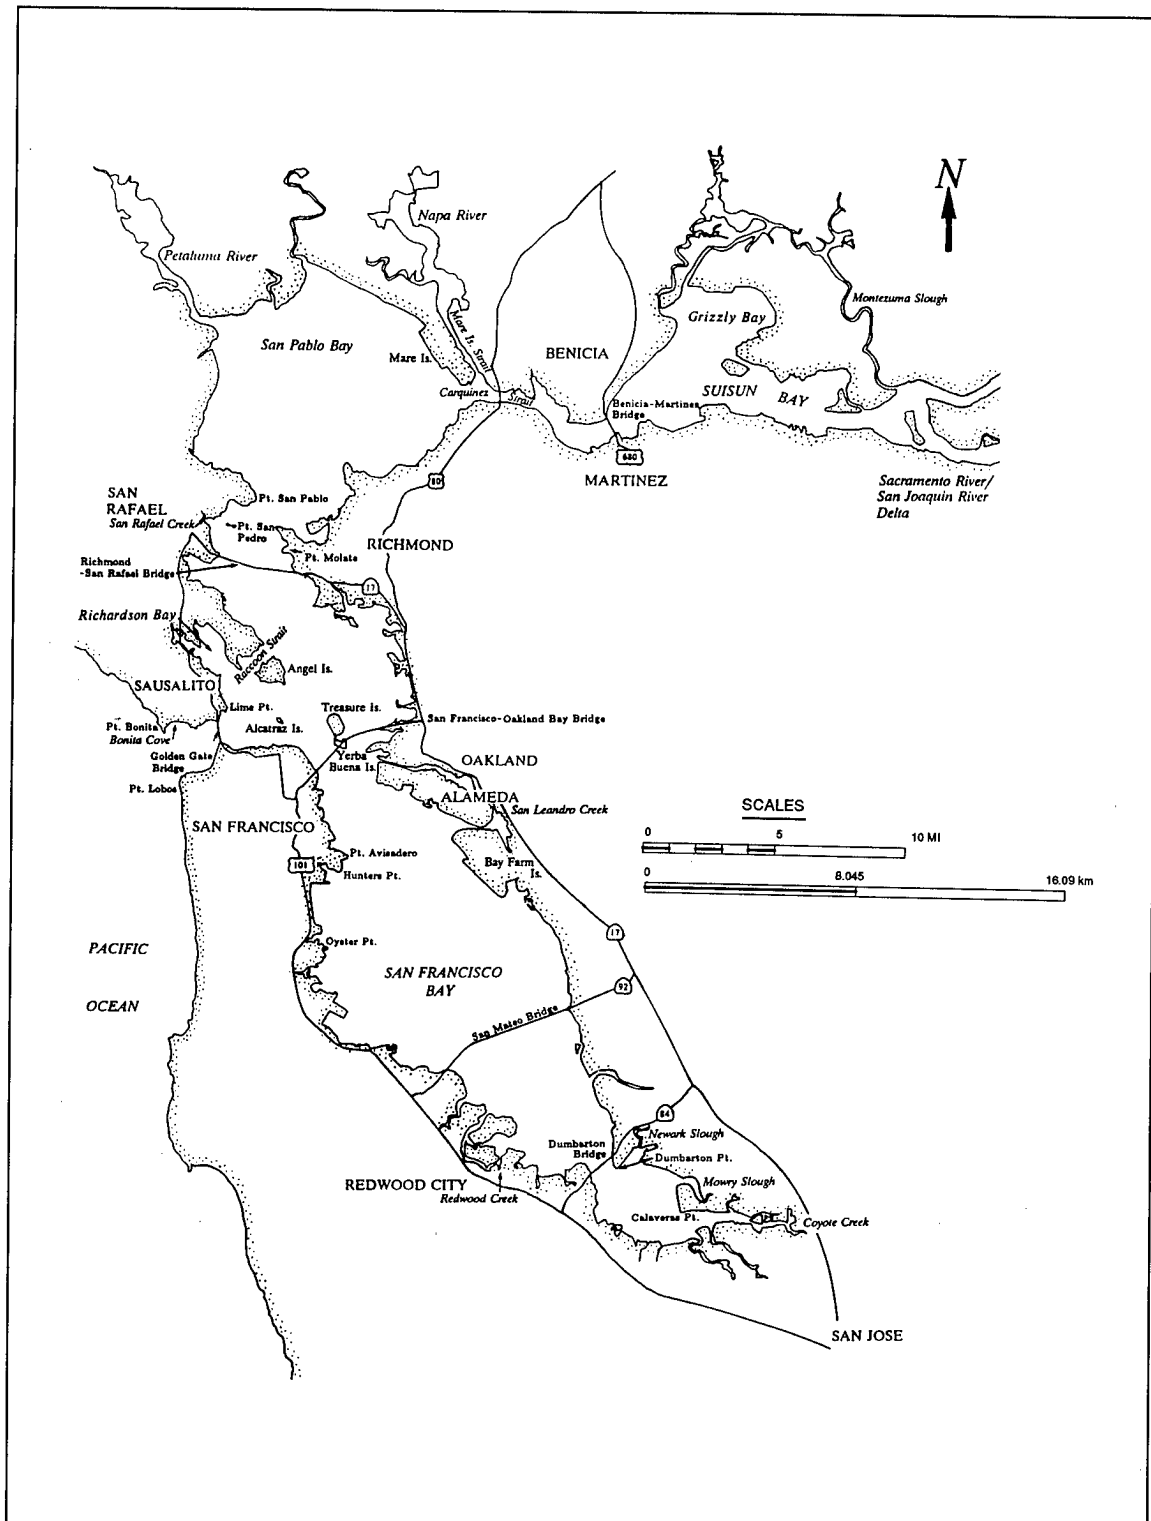 N
Napa River
Petaluma River
Montezuma Slough
Grizzly Bay
Mare Is. Strait
San Pablo Bay
Mare Is.
BENICIA
Carquinez
Strait
SUISUN BAY
Benicia-Martinez
Bridge
680
80
MARTINEZ
Sacramento River/
San Joaquin River
Delta
SAN
RAFAEL
Pt. San Pablo
San Rafael Creek
Pt. San
Pedro
RICHMOND
Pt. Molate
Richmond
-San Rafael Bridge
17
Richardson Bay
Raccoon Strait
Angel Is.
SAUSALITO
Lime Pt.
Treasure Is.
Pt. Bonita
Bonita Cove
Alcatraz Is.
San Francisco-Oakland Bay Bridge
Golden Gate
Bridge
Yerba
Buena Is.
OAKLAND
Pt. Lobos
ALAMEDA
San Leandro Creek
SCALES
0 5 10 MI
0 8.045 16.09 km
SAN FRANCISCO
101
Pt. Avisadero
Hunters Pt.
Bay Farm
Is.
17
Oyster Pt.
PACIFIC
OCEAN
SAN FRANCISCO
BAY
92
San Mateo Bridge
84
Newark Slough
Dumbarton
Bridge
Dumbarton Pt.
REDWOOD CITY
Redwood Creek
Mowry Slough
Calaveras Pt.
Coyote Creek
SAN JOSE